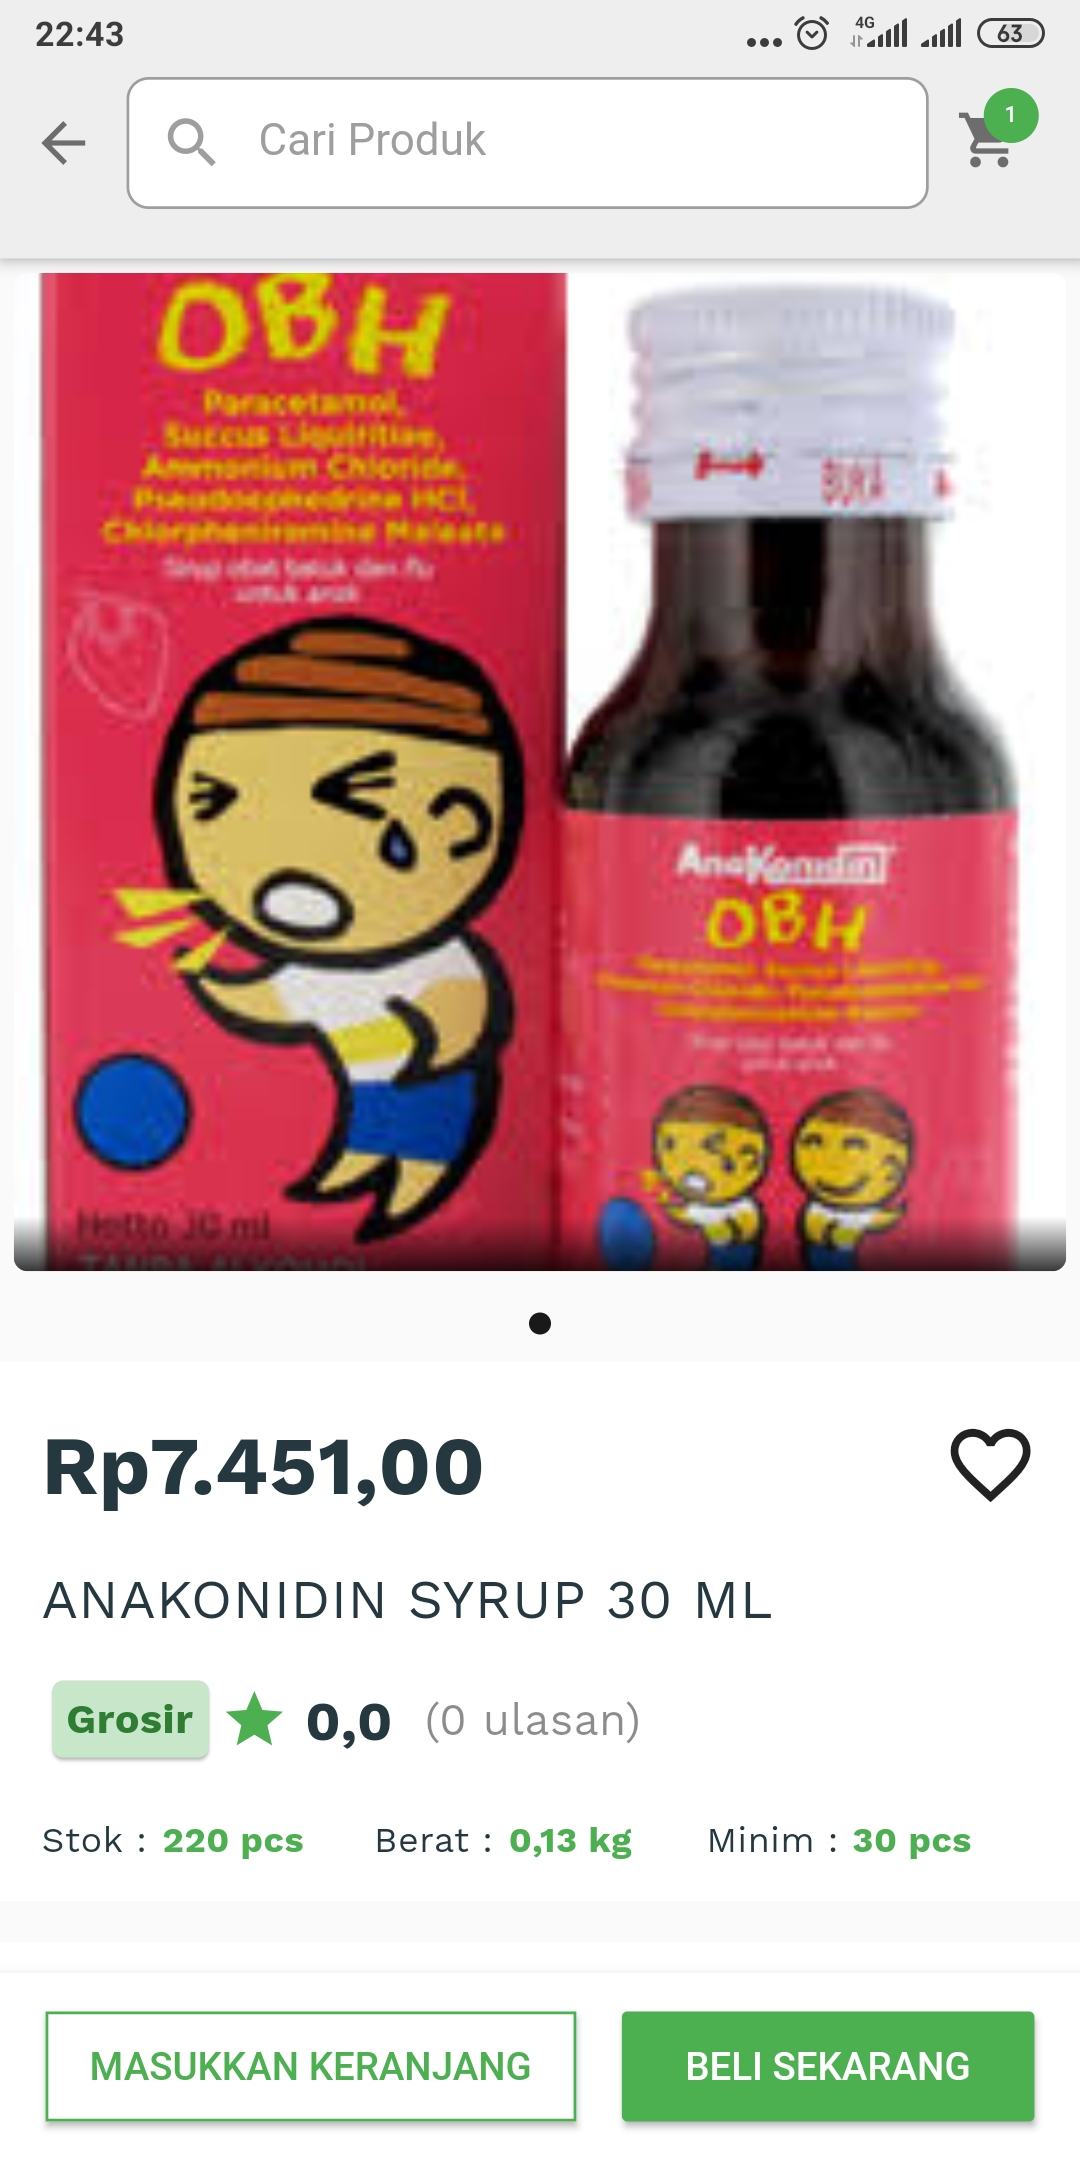 22:43
4G
63
Cari Produk
1
OBH
Paracetamol,
Succus Liquiritiae,
Ammonium Chloride,
Pseudoephedrine HCl,
Chlorpheniramine Maleate
Sirup obat batuk dan flu
untuk anak
BUKA
AnaKonidin
OBH
Netto 30 ml
Rp7.451,00
ANAKONIDIN SYRUP 30 ML
Grosir 0,0 (0 ulasan)
Stok : 220 pcs Berat : 0,13 kg Minim : 30 pcs
MASUKKAN KERANJANG
BELI SEKARANG